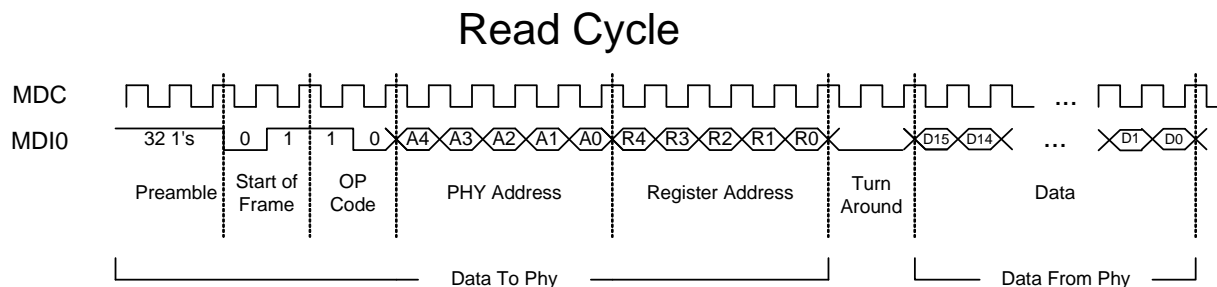 Read Cycle
MDC
...
MDI0
32 1's
0
1
1
0
A4
A3
A2
A1
A0
R4
R3
R2
R1
R0
D15
D14
...
D1
D0
Preamble
Start of
Frame
OP
Code
PHY Address
Register Address
Turn
Around
Data
Data To Phy
Data From Phy